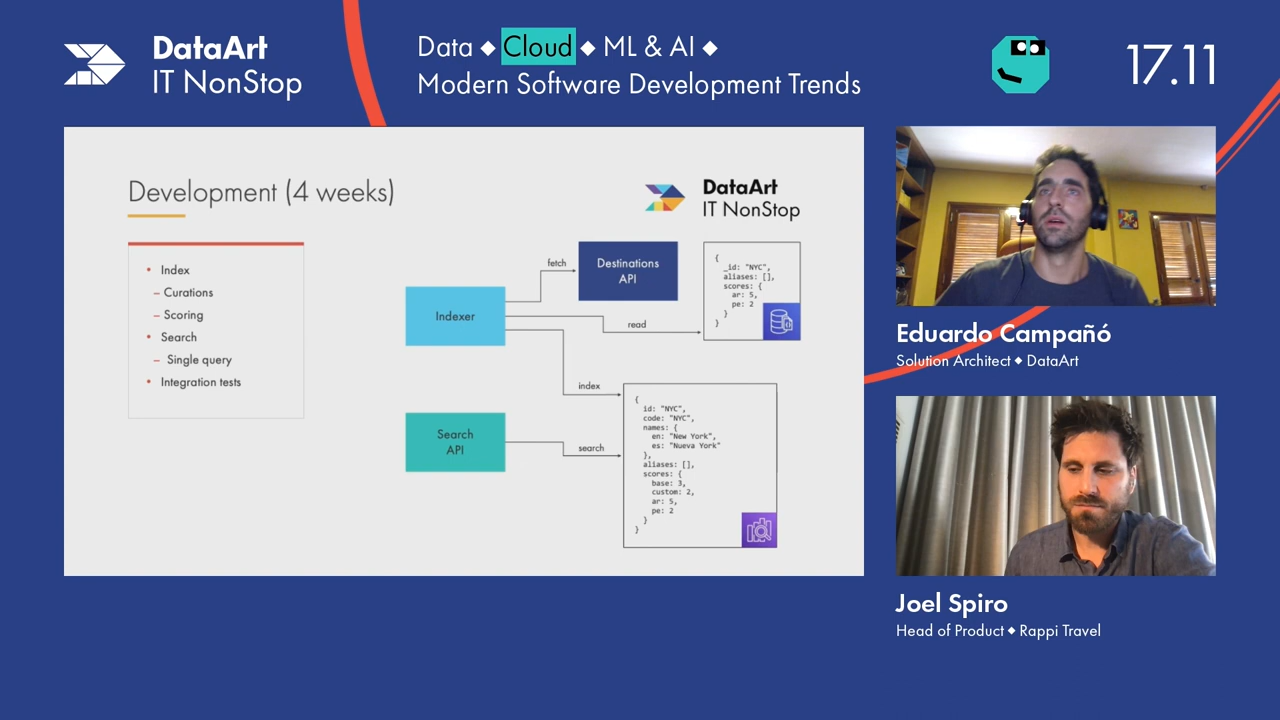 DataArt
IT NonStop
Data ◆ Cloud ◆ ML & AI ◆
Modern Software Development Trends
17.11
Development (4 weeks)
DataArt
IT NonStop
• Index
– Curations
– Scoring
• Search
– Single query
• Integration tests
Indexer
Search
API
fetch
read
index
search
Destinations
API
{
_id: "NYC",
aliases: [],
scores: {
ar: 5,
pe: 2
}
}
{
id: "NYC",
code: "NYC",
names: {
en: "New York",
es: "Nueva York"
},
aliases: [],
scores: {
base: 3,
custom: 2,
ar: 5,
pe: 2
}
}
Eduardo Campañó
Solution Architect ◆ DataArt
Joel Spiro
Head of Product ◆ Rappi Travel